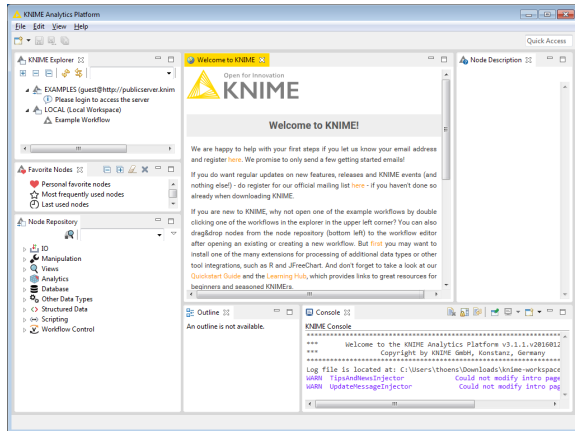 KNIME Analytics Platform
File Edit View Help
Quick Access
KNIME Explorer
EXAMPLES (guest@http://publicserver.knim
Please login to access the server
LOCAL (Local Workspace)
Example Workflow
Favorite Nodes
Personal favorite nodes
Most frequently used nodes
Last used nodes
Node Repository
IO
Manipulation
Views
Analytics
Database
Other Data Types
Structured Data
Scripting
Workflow Control
Welcome to KNIME
Open for Innovation
KNIME
Welcome to KNIME!
We are happy to help with your first steps if you let us know your email address
and register here. We promise to only send a few getting started emails!
If you do want regular updates on new features, releases and KNIME events (and
nothing else!) - do register for our official mailing list here - if you haven't done so
already when downloading KNIME.
If you are new to KNIME, why not open one of the example workflows by double
clicking one of the workflows in the explorer in the upper left corner? You can also
drag&drop nodes from the node repository (bottom left) to the workflow editor
after opening an existing or creating a new workflow. But first you may want to
install one of the many extensions for processing of additional data types or other
tool integrations, such as R and JFreeChart. And don't forget to take a look at our
Quickstart Guide and the Learning Hub, which provides links to great resources for
beginners and seasoned KNIMErs.
Node Description
Outline
An outline is not available.
Console
KNIME Console
***********************************************************
*** Welcome to the KNIME Analytics Platform v3.1.1.v2016012
*** Copyright by KNIME GmbH, Konstanz, Germany
***********************************************************
Log file is located at: C:\Users\thoens\Downloads\knime-workspace
WARN TipsAndNewsInjector Could not modify intro page
WARN UpdateMessageInjector Could not modify intro pag